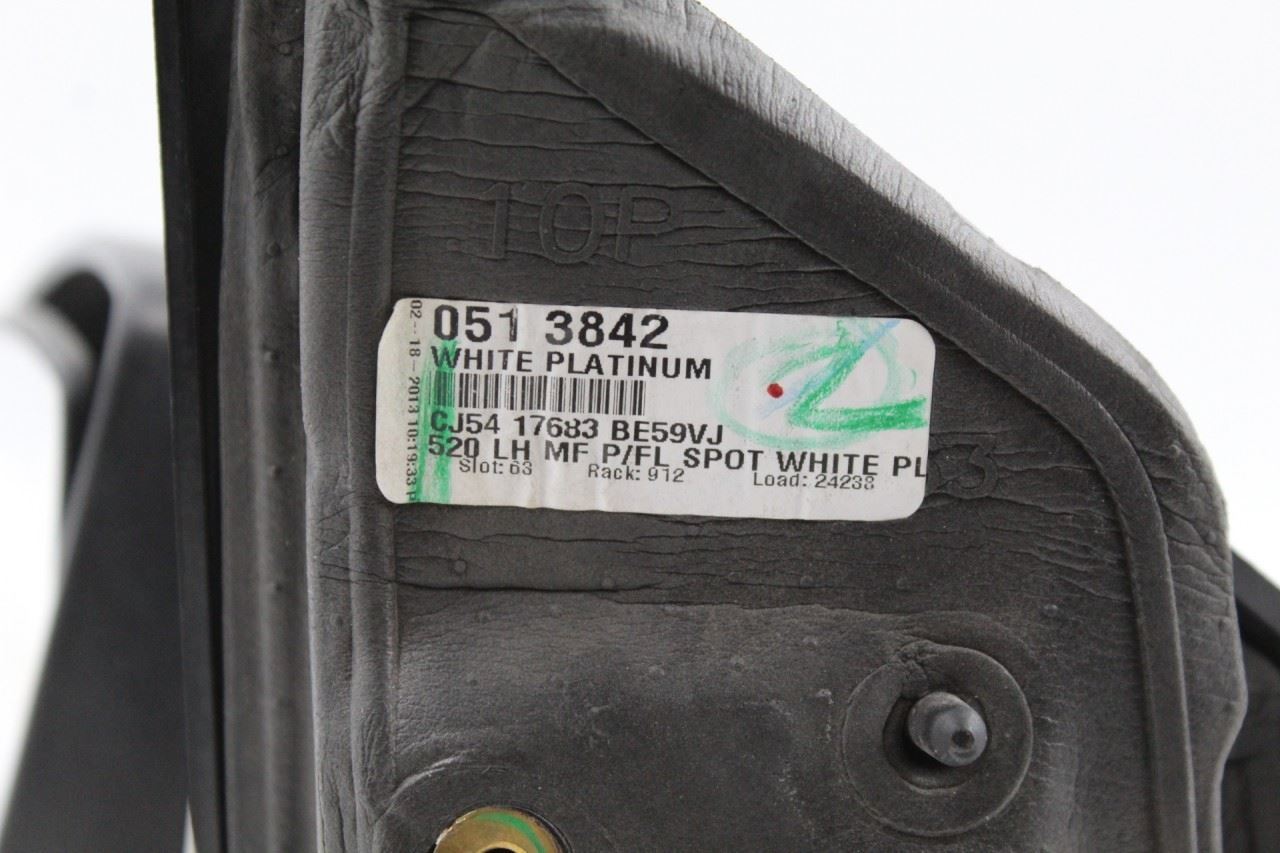 10P
051 3842
WHITE PLATINUM
CJ54 17683 BE59VJ
520 LH MF P/FL SPOT WHITE PL
Slot: 63 Rack: 912 Load: 24238
02--18-2013 10:19:33 P
3